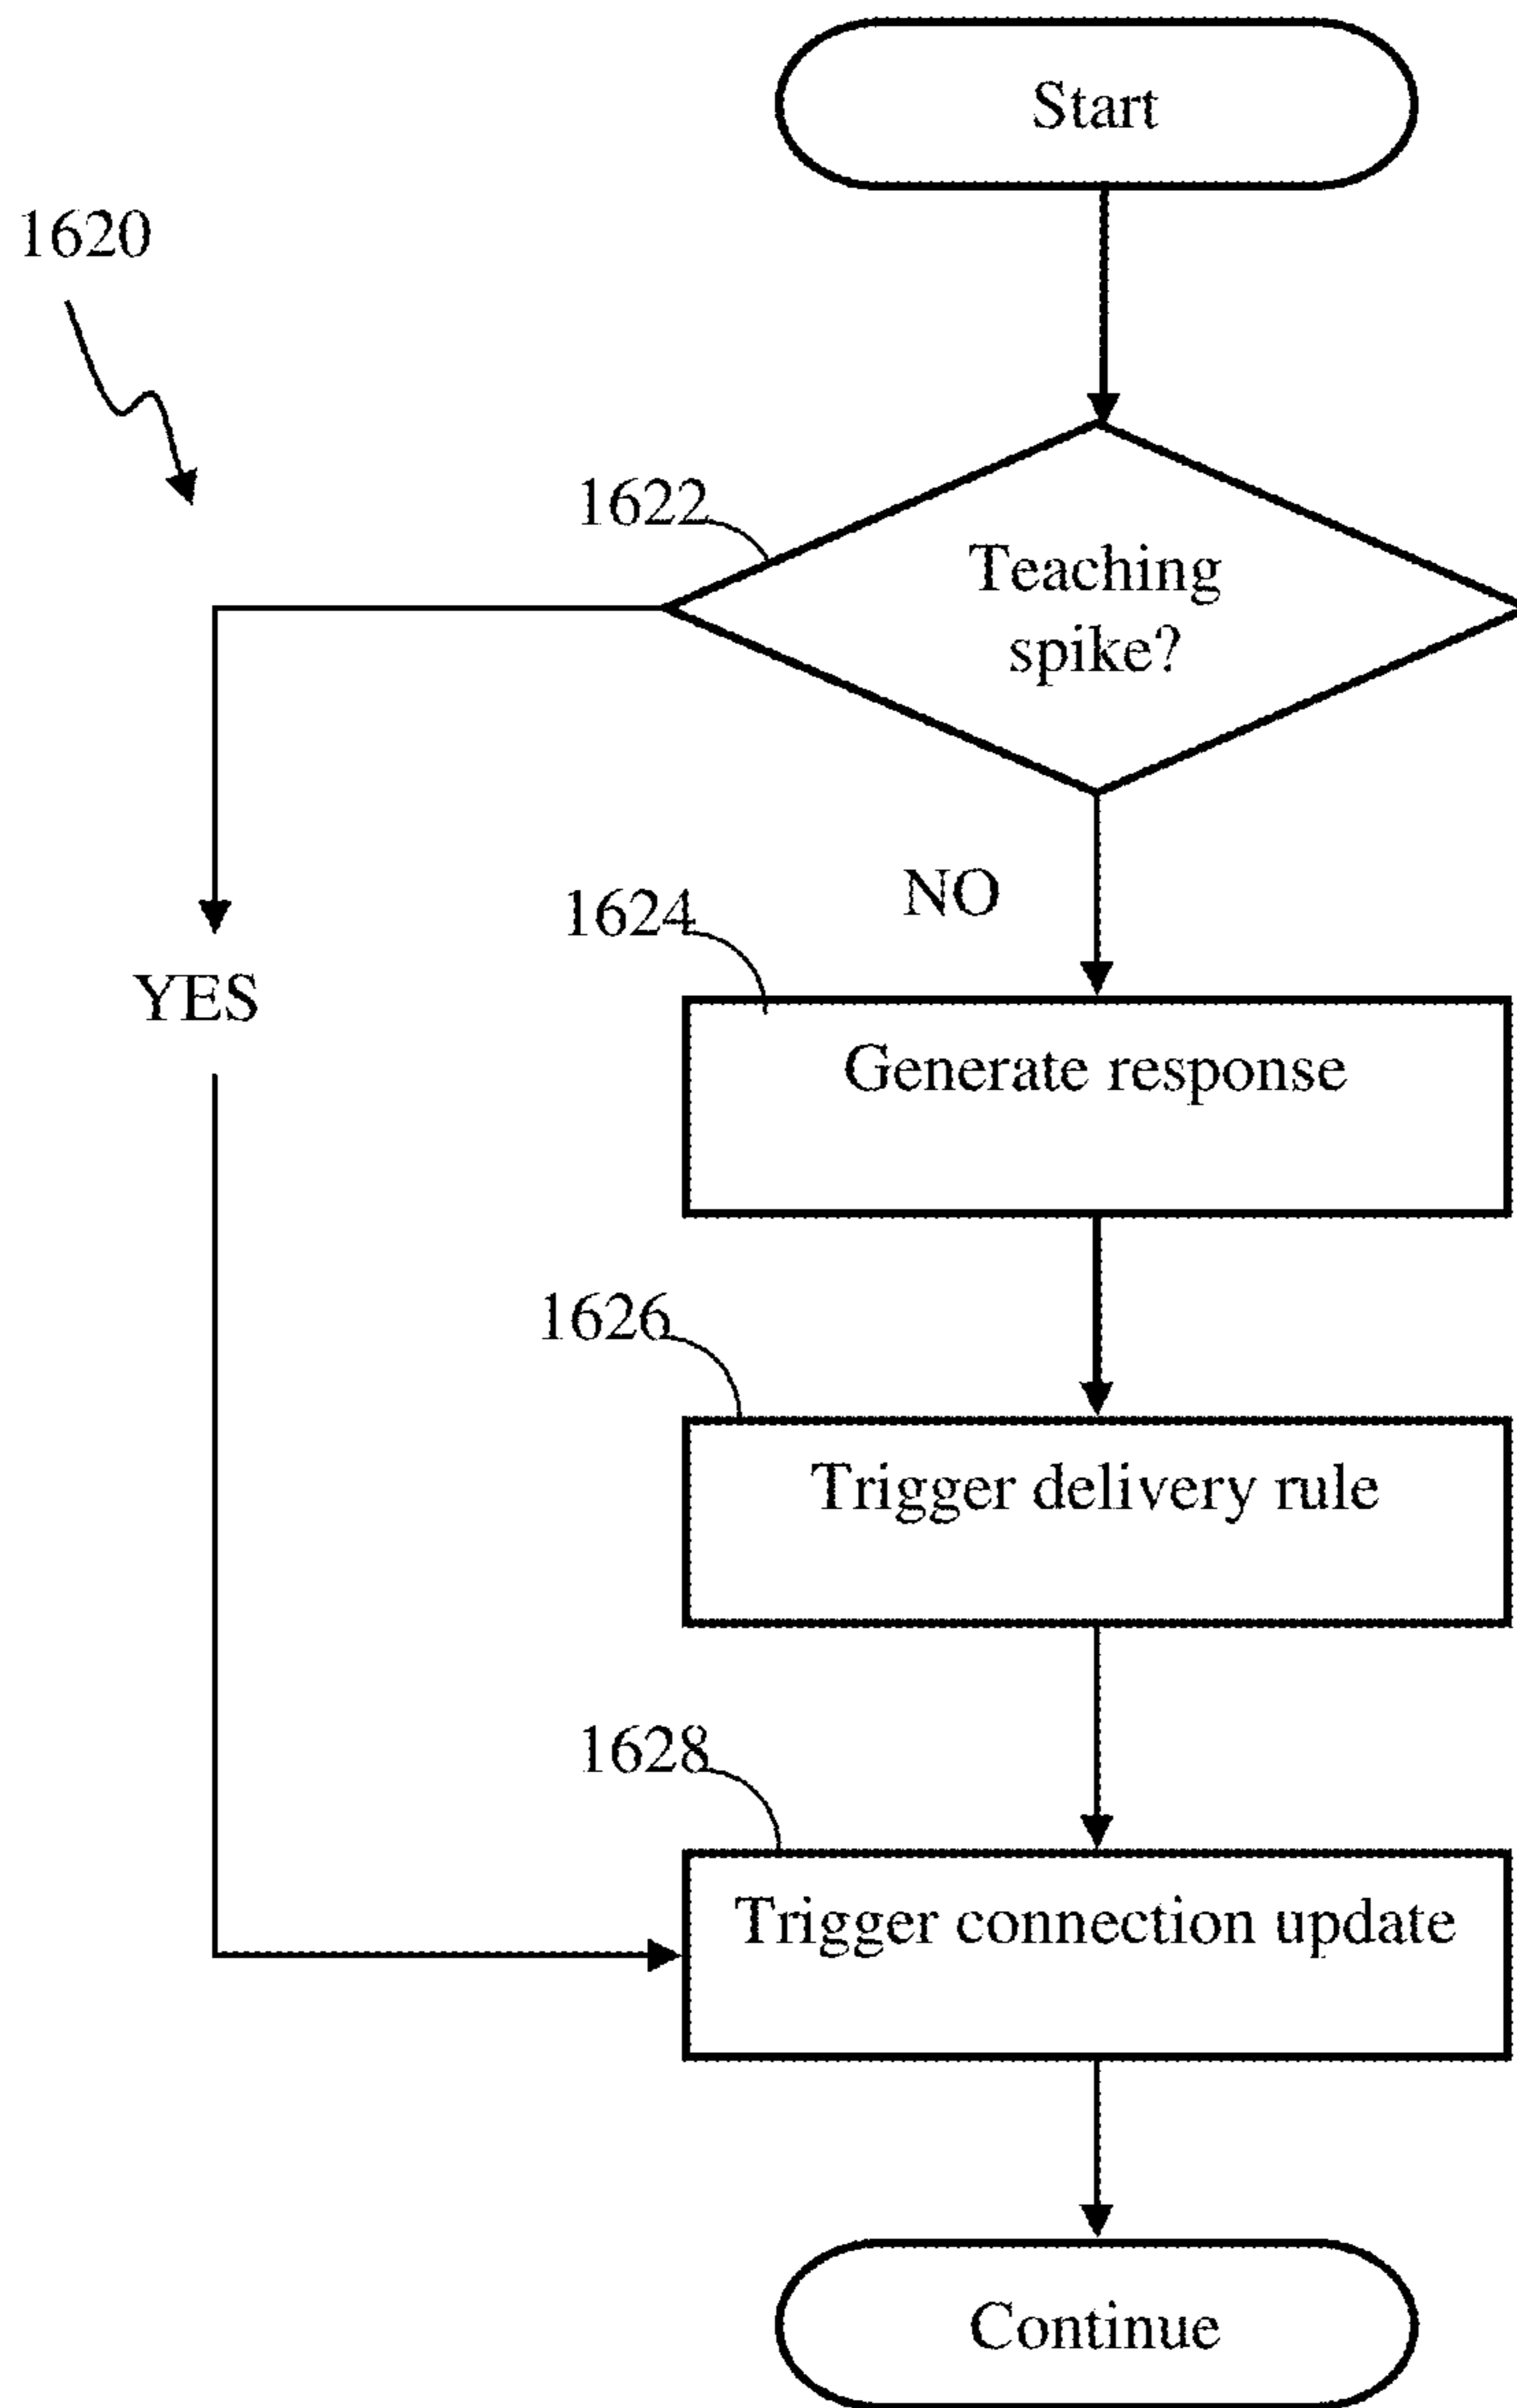 Start
1620
1622
Teaching
spike?
NO
1624
YES
Generate response
1626
Trigger delivery rule
1628
Trigger connection update
Continue